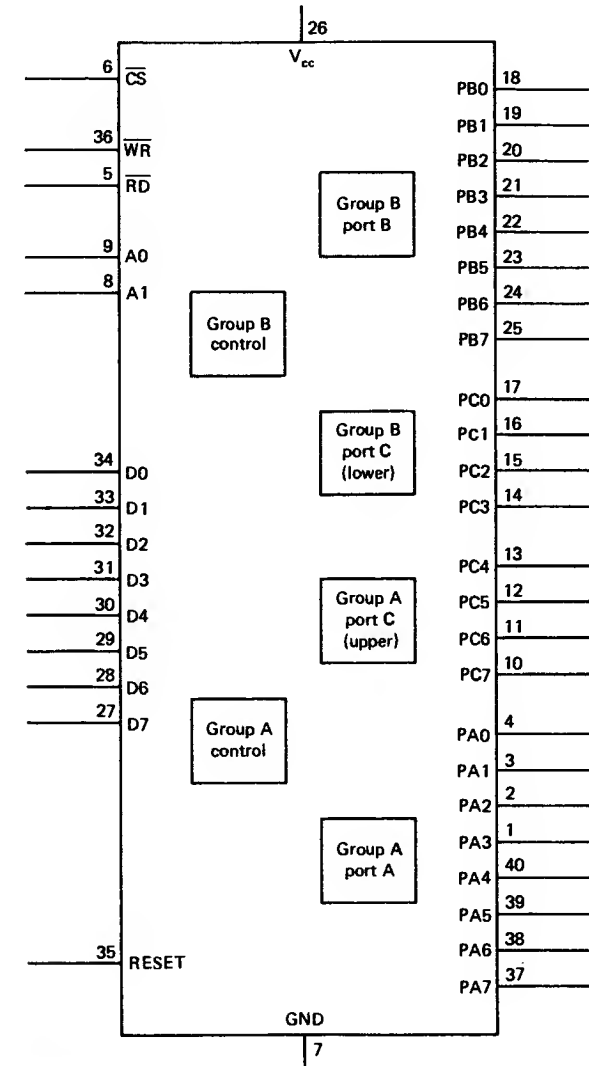 26
Vcc
6 CS
36 WR
5 RD
9 A0
8 A1
34 D0
33 D1
32 D2
31 D3
30 D4
29 D5
28 D6
27 D7
35 RESET
Group B
control
Group A
control
Group B
port B
Group B
port C
(lower)
Group A
port C
(upper)
Group A
port A
PB0 18
PB1 19
PB2 20
PB3 21
PB4 22
PB5 23
PB6 24
PB7 25
PC0 17
PC1 16
PC2 15
PC3 14
PC4 13
PC5 12
PC6 11
PC7 10
PA0 4
PA1 3
PA2 2
PA3 1
PA4 40
PA5 39
PA6 38
PA7 37
GND
7